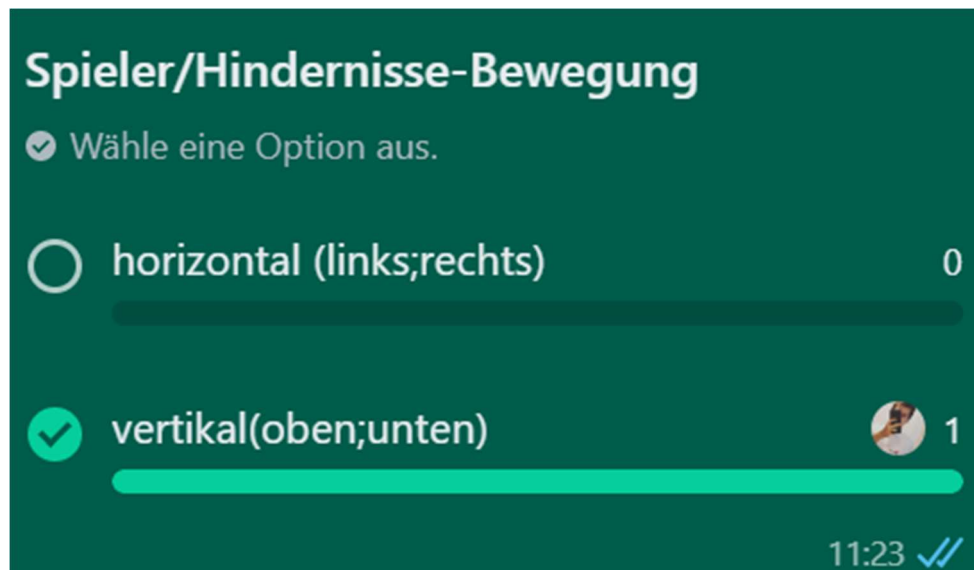 Spieler/Hindernisse-Bewegung
Wähle eine Option aus.
horizontal (links;rechts) 0
vertikal(oben;unten) 1
11:23